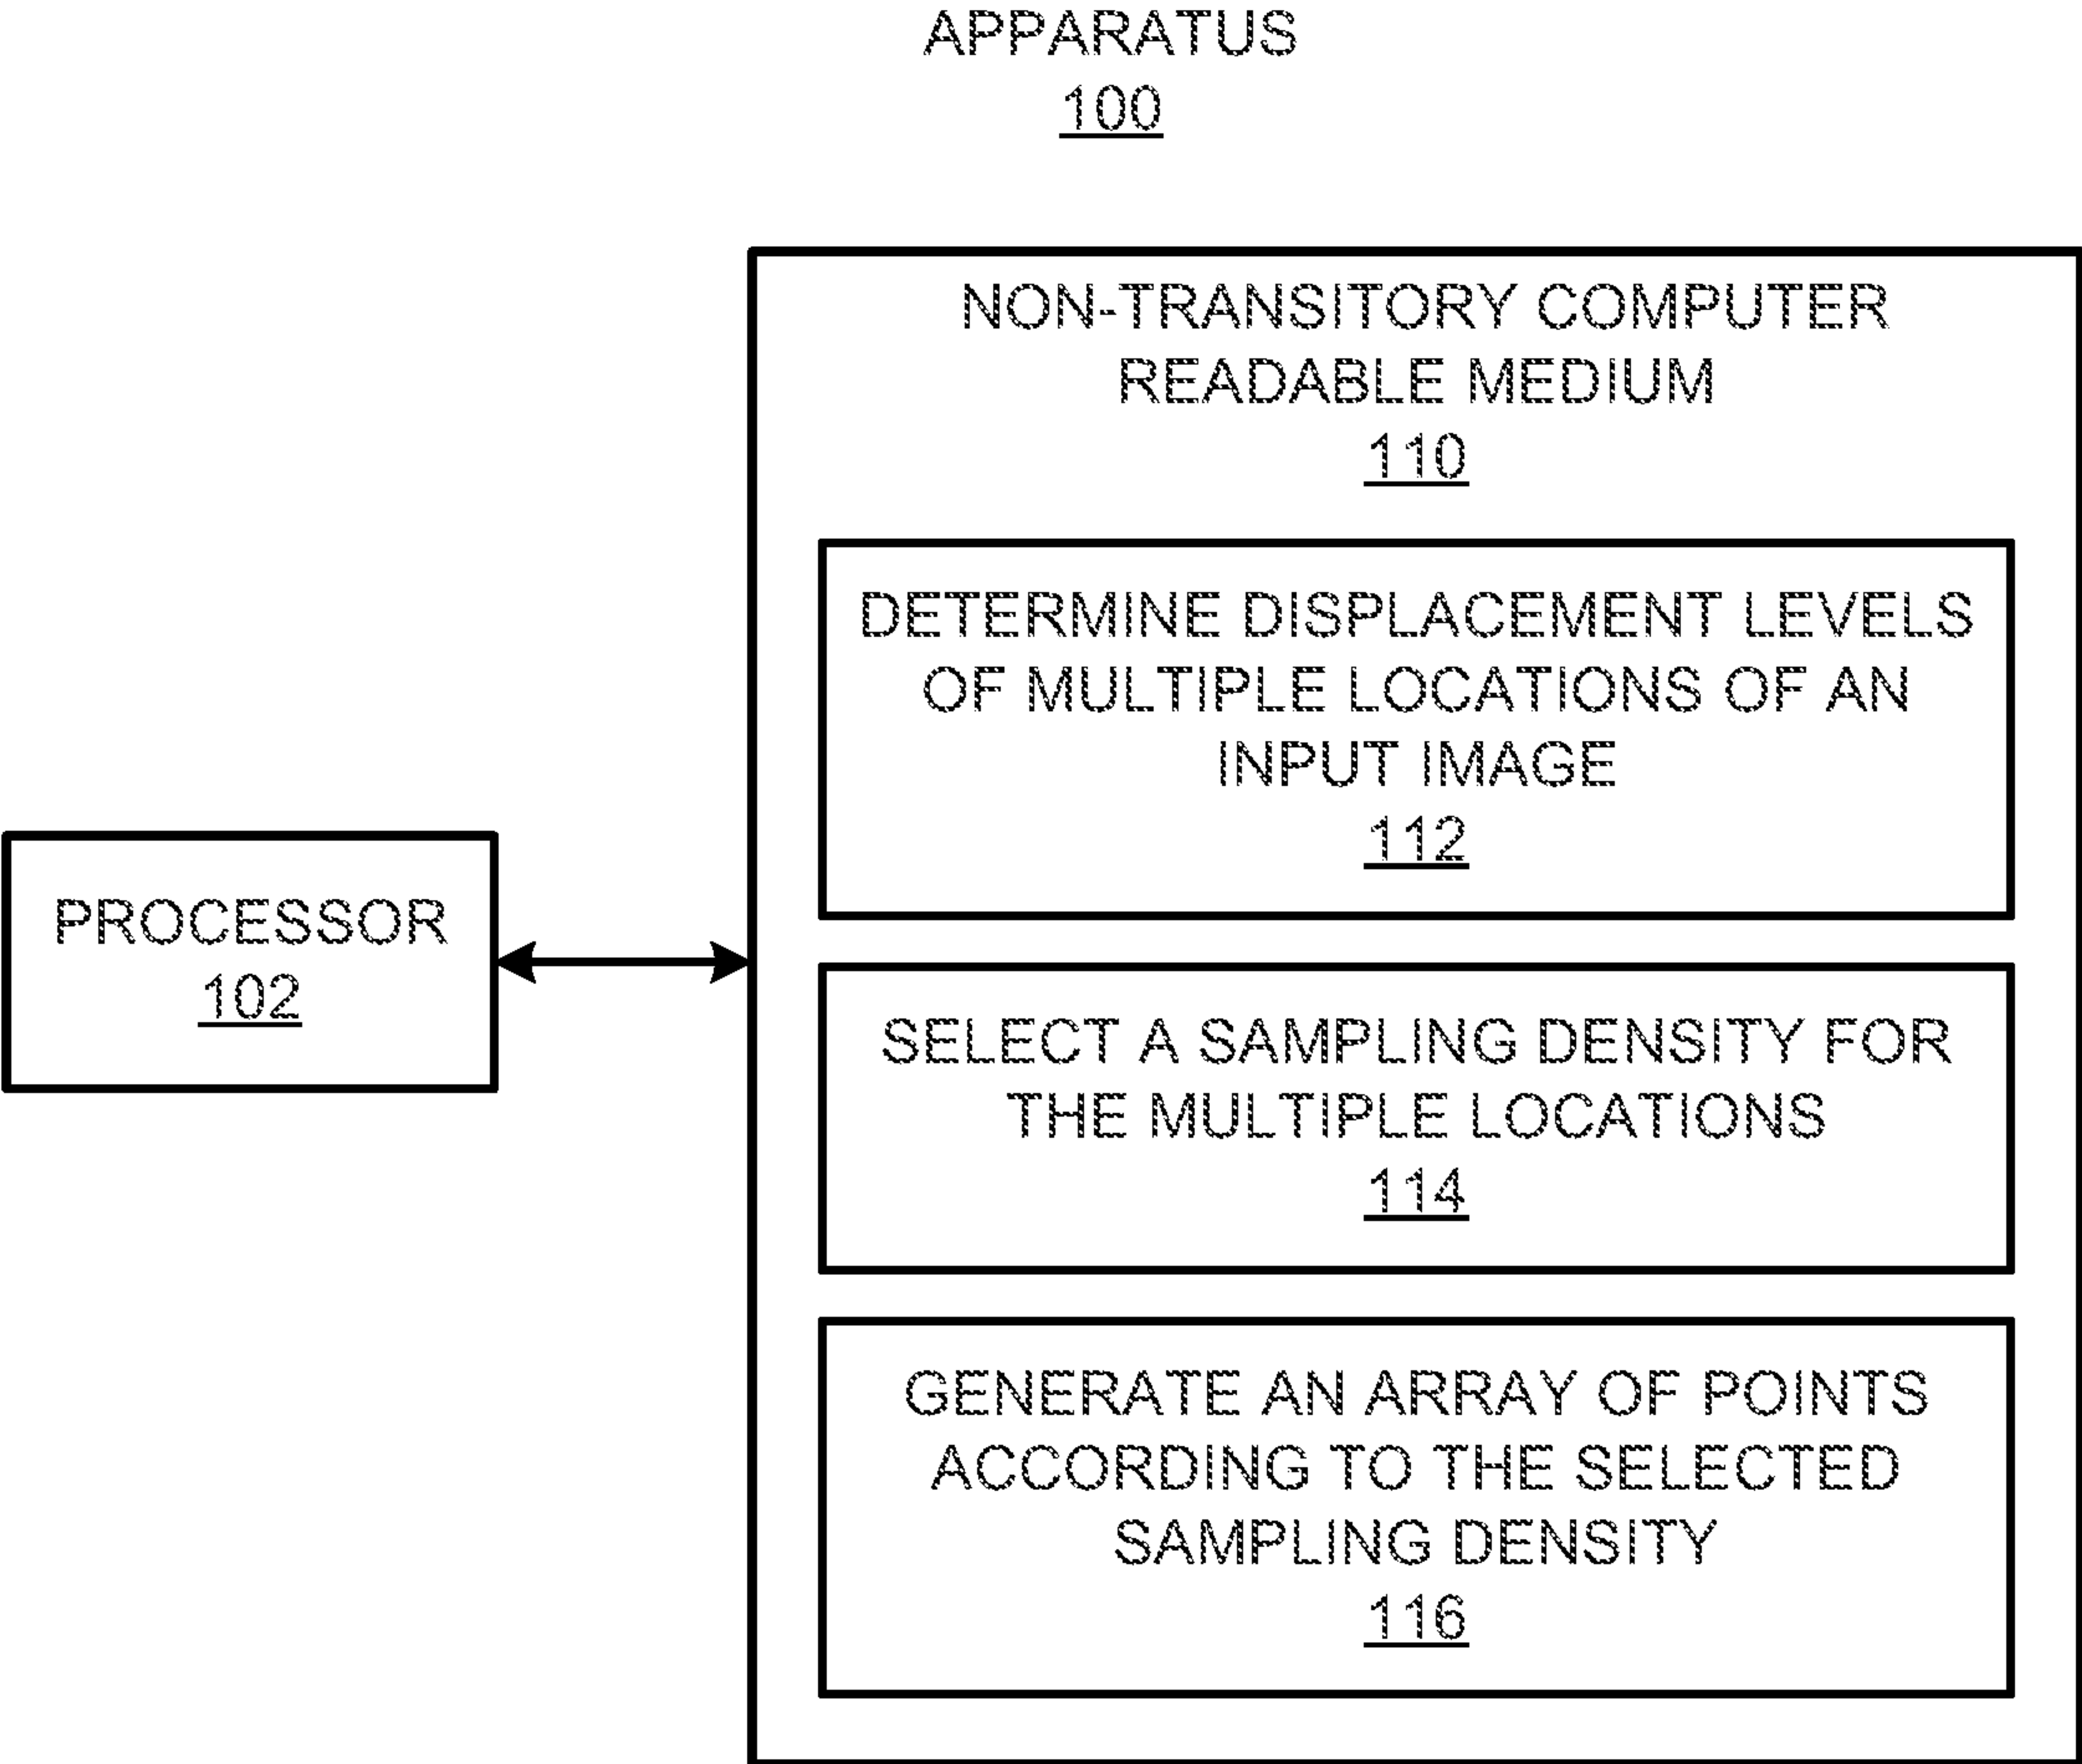 APPARATUS
100
NON-TRANSITORY COMPUTER
READABLE MEDIUM
110
DETERMINE DISPLACEMENT LEVELS
OF MULTIPLE LOCATIONS OF AN
INPUT IMAGE
112
PROCESSOR
102
SELECT A SAMPLING DENSITY FOR
THE MULTIPLE LOCATIONS
114
GENERATE AN ARRAY OF POINTS
ACCORDING TO THE SELECTED
SAMPLING DENSITY
116